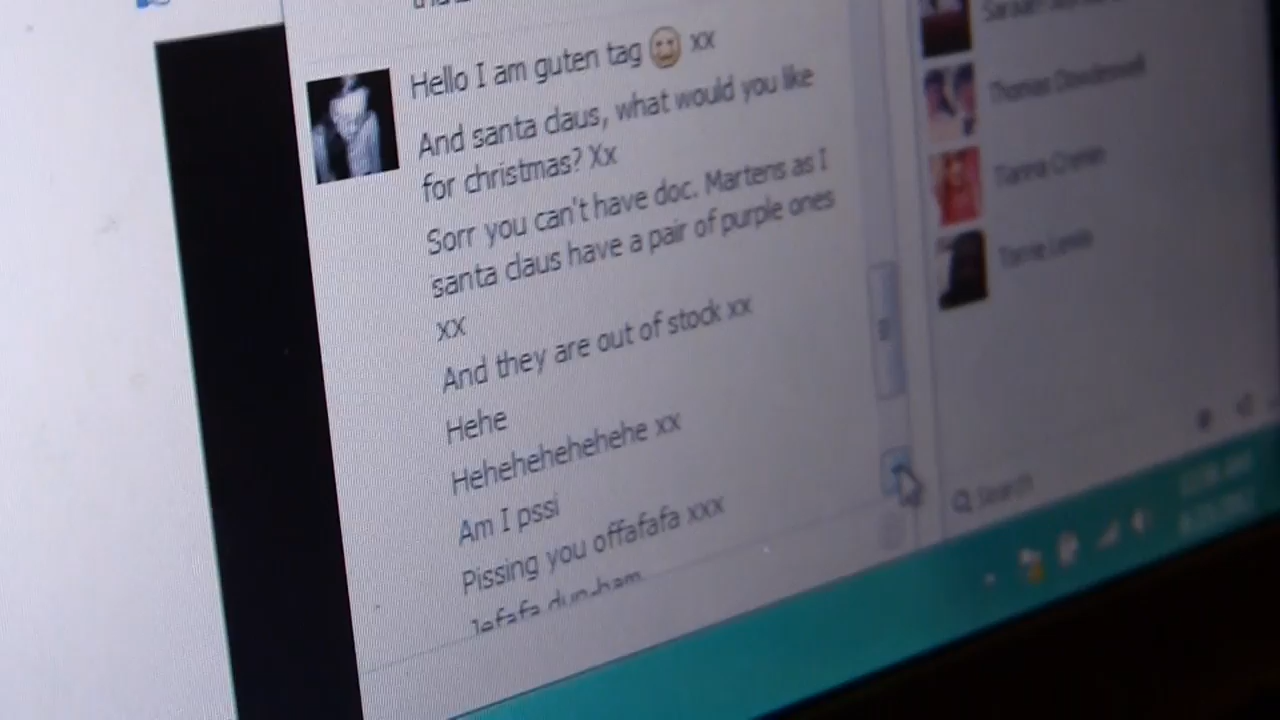 Hello I am guten tag xx
And santa claus, what would you like
for christmas? Xx
Sorr you can't have doc. Martens as I
santa claus have a pair of purple ones
xx
And they are out of stock xx
Hehe
Hehehehehehehe xx
Am I pssi
Pissing you offafafa xxx
Thomas
Search